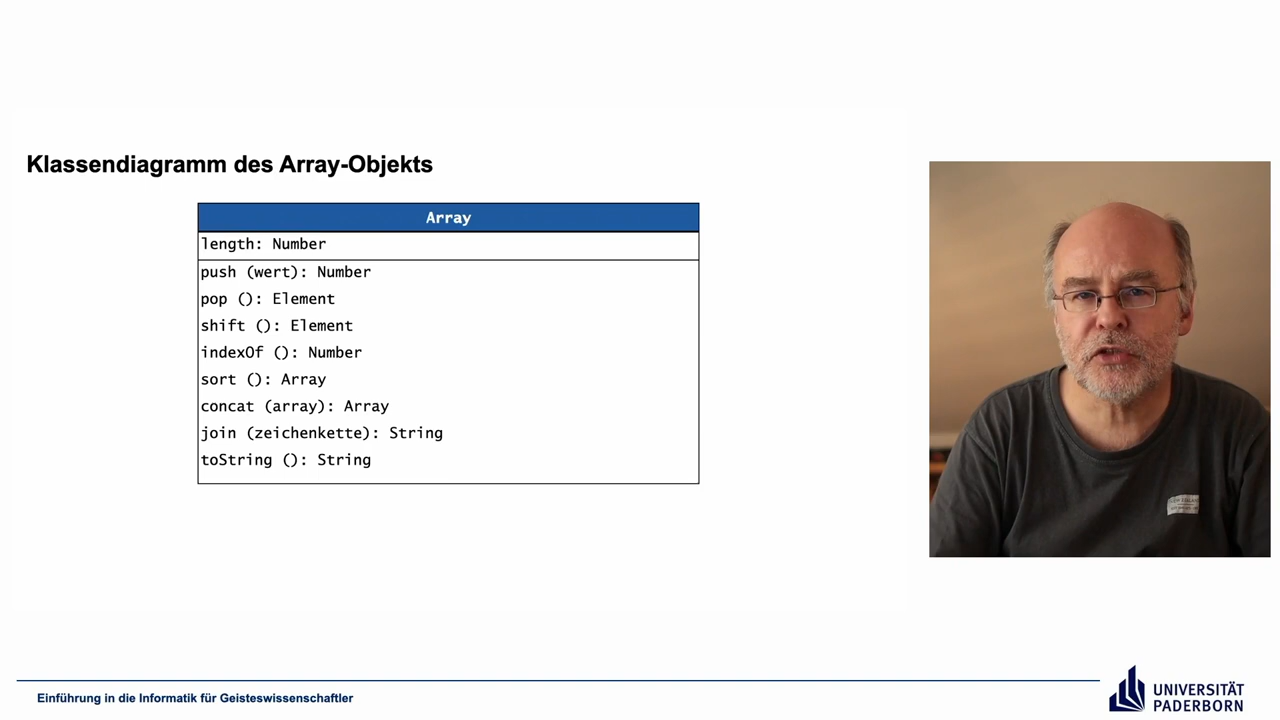 Klassendiagramm des Array-Objekts
Array
length: Number
push (wert): Number
pop (): Element
shift (): Element
indexOf (): Number
sort (): Array
concat (array): Array
join (zeichenkette): String
toString (): String
Einführung in die Informatik für Geisteswissenschaftler
UNIVERSITÄT
PADERBORN